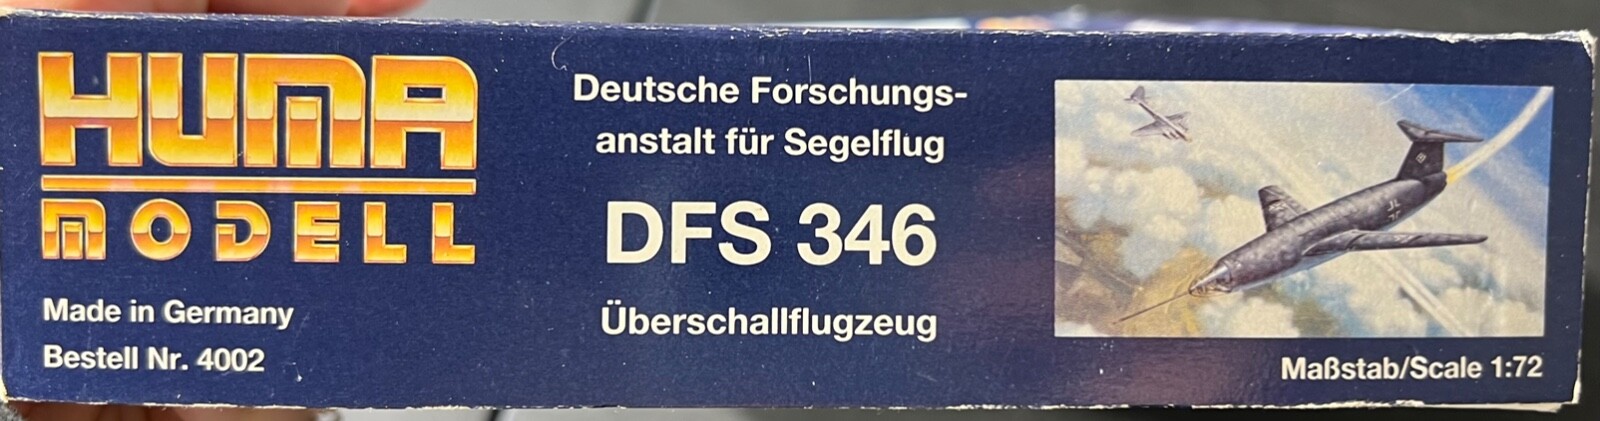 HUMA
MODELL
Made in Germany
Bestell Nr. 4002
Deutsche Forschungs-
anstalt für Segelflug
DFS 346
Überschallflugzeug
Maßstab/Scale 1:72